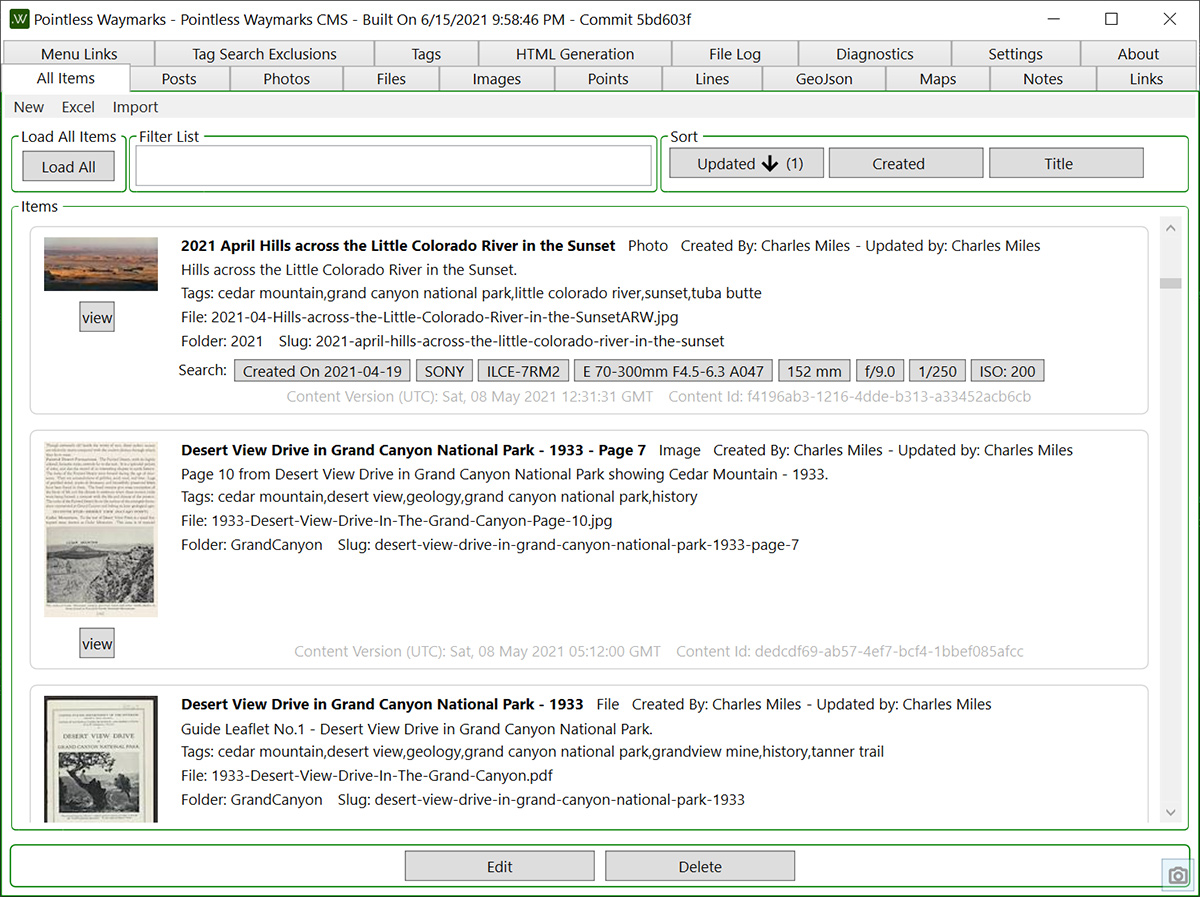 Pointless Waymarks - Pointless Waymarks CMS - Built On 6/15/2021 9:58:46 PM - Commit 5bd603f
Menu Links Tag Search Exclusions Tags HTML Generation File Log Diagnostics Settings About
All Items Posts Photos Files Images Points Lines GeoJson Maps Notes Links
New Excel Import
Load All Items Filter List Sort
Load All Updated (1) Created Title
Items
2021 April Hills across the Little Colorado River in the Sunset Photo Created By: Charles Miles - Updated by: Charles Miles
Hills across the Little Colorado River in the Sunset.
Tags: cedar mountain,grand canyon national park,little colorado river,sunset,tuba butte
view
File: 2021-04-Hills-across-the-Little-Colorado-River-in-the-SunsetARW.jpg
Folder: 2021 Slug: 2021-april-hills-across-the-little-colorado-river-in-the-sunset
Search: Created On 2021-04-19 SONY ILCE-7RM2 E 70-300mm F4.5-6.3 A047 152 mm f/9.0 1/250 ISO: 200
Content Version (UTC): Sat, 08 May 2021 12:31:31 GMT Content Id: f4196ab3-1216-4dde-b313-a33452acb6cb
Desert View Drive in Grand Canyon National Park - 1933 - Page 7 Image Created By: Charles Miles - Updated by: Charles Miles
Page 10 from Desert View Drive in Grand Canyon National Park showing Cedar Mountain - 1933.
Tags: cedar mountain,desert view,geology,grand canyon national park,history
File: 1933-Desert-View-Drive-In-The-Grand-Canyon-Page-10.jpg
Folder: GrandCanyon Slug: desert-view-drive-in-grand-canyon-national-park-1933-page-7
view
Content Version (UTC): Sat, 08 May 2021 05:12:00 GMT Content Id: dedcdf69-ab57-4ef7-bcf4-1bbef085afcc
Desert View Drive in Grand Canyon National Park - 1933 File Created By: Charles Miles - Updated by: Charles Miles
Guide Leaflet No.1 - Desert View Drive in Grand Canyon National Park.
Tags: cedar mountain,desert view,geology,grand canyon national park,grandview mine,history,tanner trail
File: 1933-Desert-View-Drive-In-The-Grand-Canyon.pdf
Folder: GrandCanyon Slug: desert-view-drive-in-grand-canyon-national-park-1933
DESERT VIEW DRIVE
GRAND CANYON NATIONAL PARK
Edit Delete